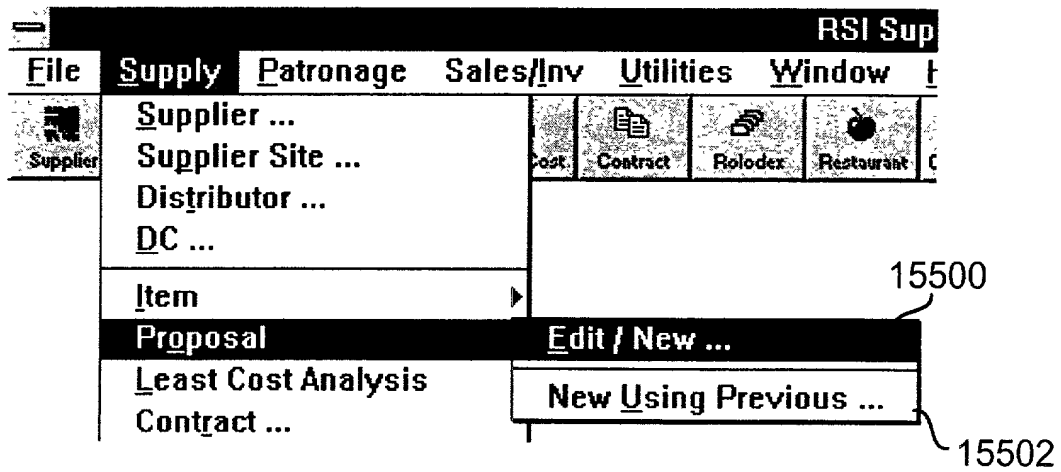 RSI Sup
File Supply Patronage Sales/Inv Utilities Window
Supplier ...
Supplier Cost Contract Rolodex Restaurant
Supplier Site ...
Distributor ...
DC ...
15500
Item
Proposal Edit / New ...
Least Cost Analysis
New Using Previous ...
Contract ...
15502